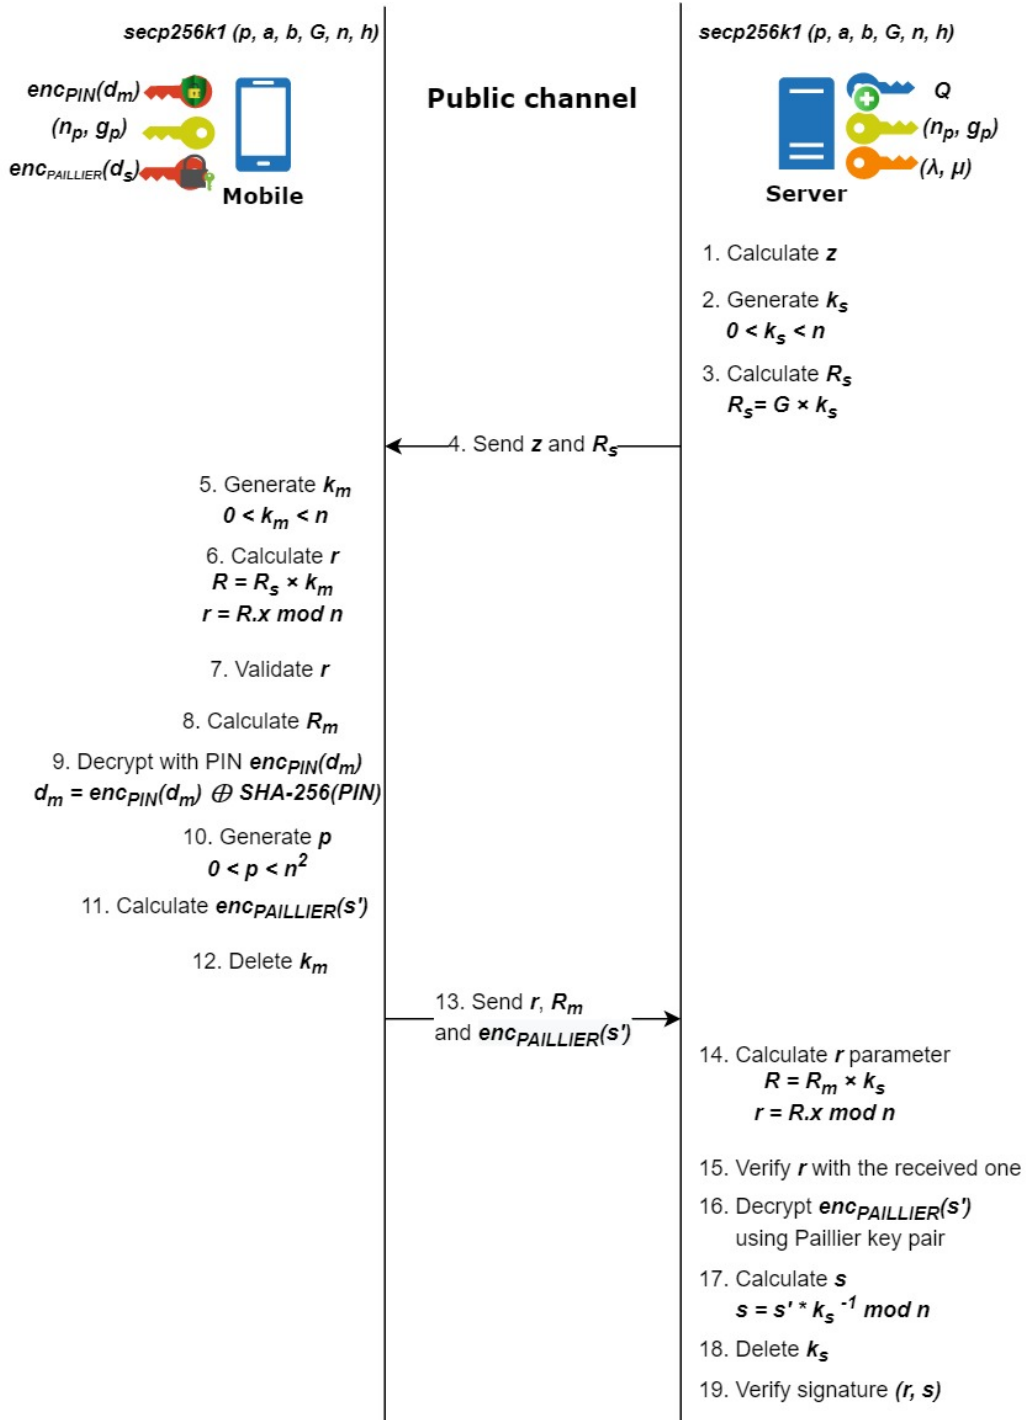 secp256k1 (p, a, b, G, n, h)
secp256k1 (p, a, b, G, n, h)
encPIN(dm)
(np, gp)
encPAILLIER(ds)
Mobile
Public channel
Q
(np, gp)
(λ, μ)
Server
1. Calculate z
2. Generate ks
0 < ks < n
3. Calculate Rs
Rs= G × ks
4. Send z and Rs
5. Generate km
0 < km < n
6. Calculate r
R = Rs × km
r = R.x mod n
7. Validate r
8. Calculate Rm
9. Decrypt with PIN encPIN(dm)
dm = encPIN(dm) ⊕ SHA-256(PIN)
10. Generate p
0 < p < n²
11. Calculate encPAILLIER(s')
12. Delete km
13. Send r, Rm
and encPAILLIER(s')
14. Calculate r parameter
R = Rm × ks
r = R.x mod n
15. Verify r with the received one
16. Decrypt encPAILLIER(s')
using Paillier key pair
17. Calculate s
s = s' * ks⁻¹ mod n
18. Delete ks
19. Verify signature (r, s)